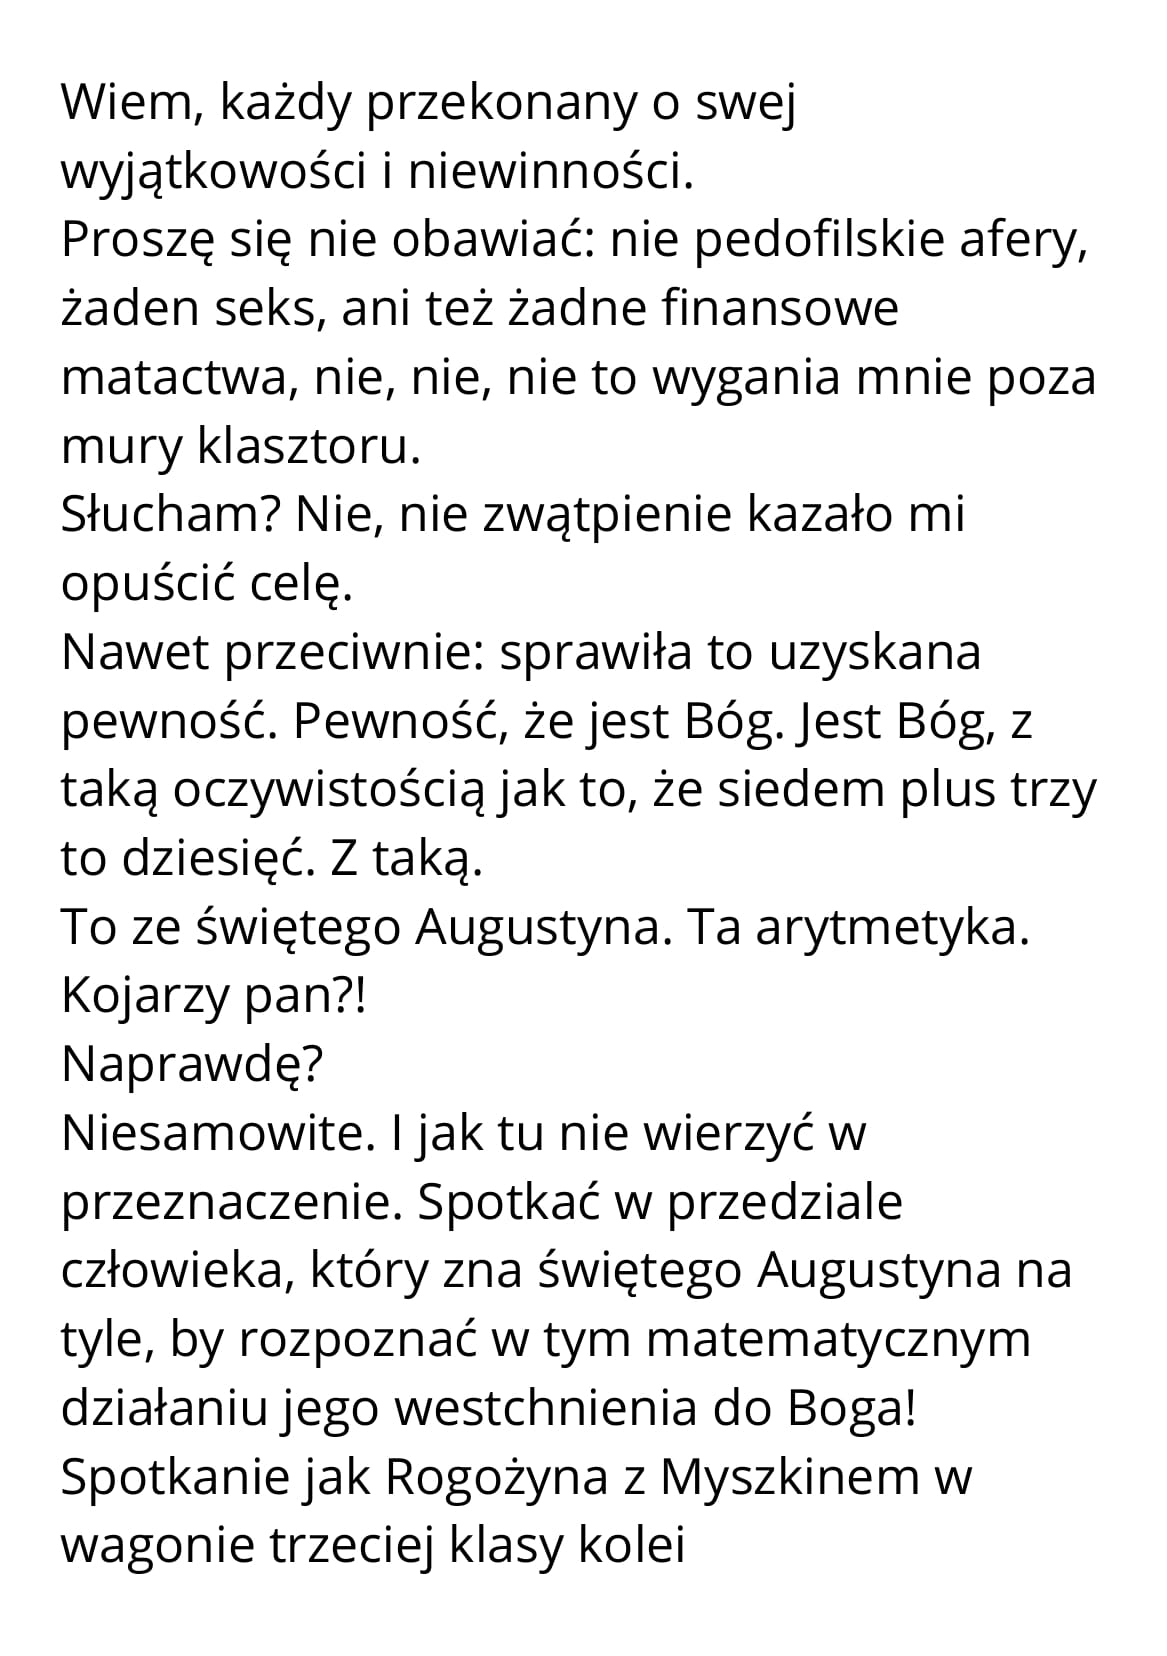 Wiem, każdy przekonany o swej
wyjątkowości i niewinności.
Proszę się nie obawiać: nie pedofilskie afery,
żaden seks, ani też żadne finansowe
matactwa, nie, nie, nie to wygania mnie poza
mury klasztoru.
Słucham? Nie, nie zwątpienie kazało mi
opuścić celę.
Nawet przeciwnie: sprawiła to uzyskana
pewność. Pewność, że jest Bóg. Jest Bóg, z
taką oczywistością jak to, że siedem plus trzy
to dziesięć. Z taką.
To ze świętego Augustyna. Ta arytmetyka.
Kojarzy pan?!
Naprawdę?
Niesamowite. I jak tu nie wierzyć w
przeznaczenie. Spotkać w przedziale
człowieka, który zna świętego Augustyna na
tyle, by rozpoznać w tym matematycznym
działaniu jego westchnienia do Boga!
Spotkanie jak Rogożyna z Myszkinem w
wagonie trzeciej klasy kolei